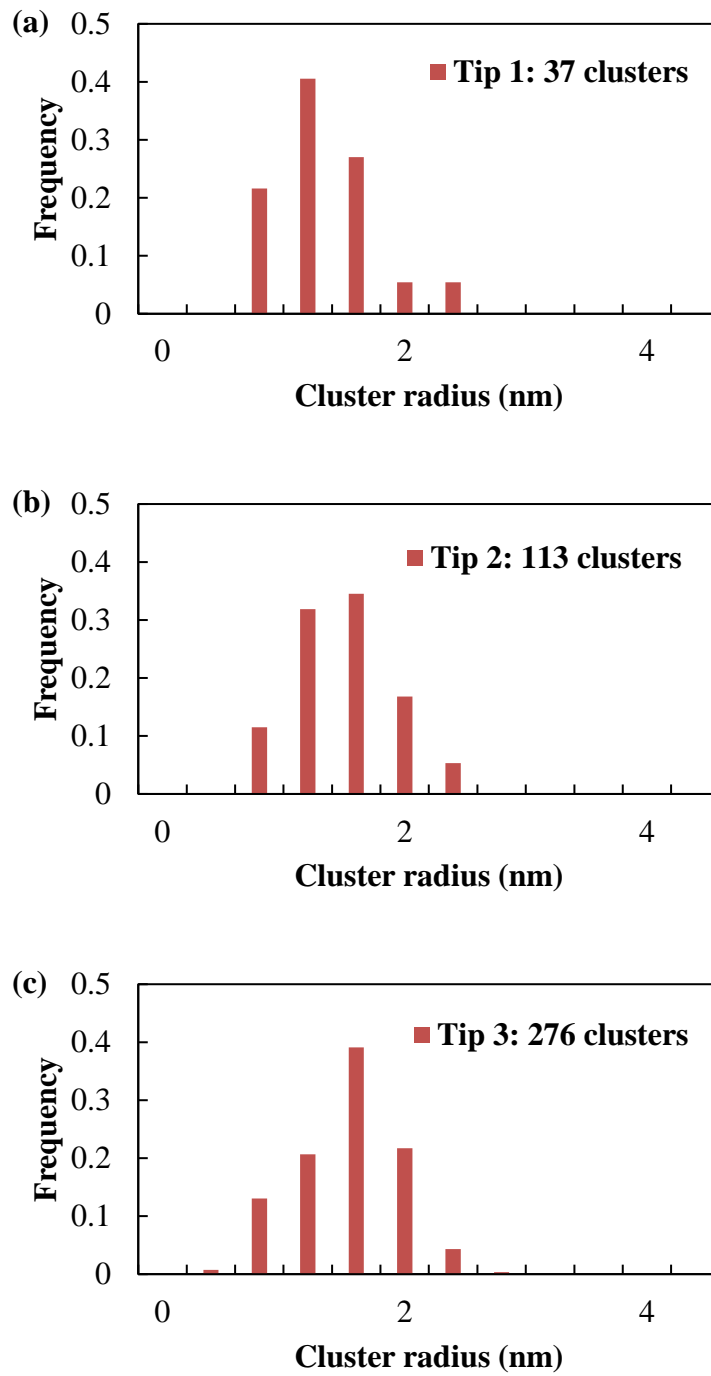 (a)
0.5
Tip 1: 37 clusters
0.4
0.3
0.2
0.1
0
Frequency
0 2 4
Cluster radius (nm)
(b)
0.5
Tip 2: 113 clusters
0.4
0.3
0.2
0.1
0
Frequency
0 2 4
Cluster radius (nm)
(c)
0.5
Tip 3: 276 clusters
0.4
0.3
0.2
0.1
0
Frequency
0 2 4
Cluster radius (nm)